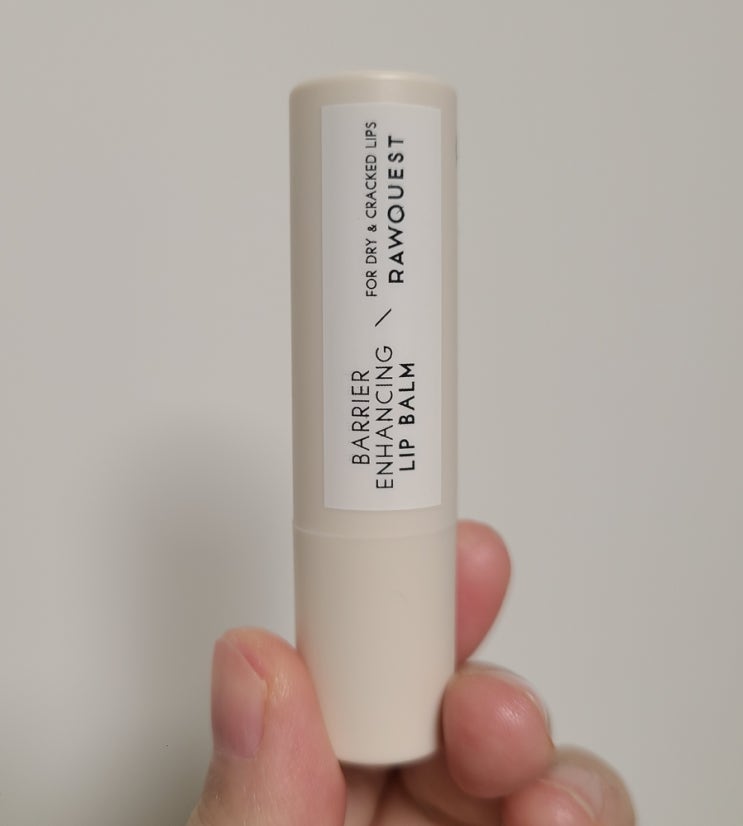 BARRIER
ENHANCING
LIP BALM
\
FOR DRY & CRACKED LIPS
RAWQUEST